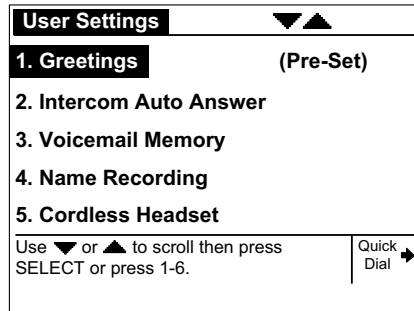 User Settings
1. Greetings (Pre-Set)
2. Intercom Auto Answer
3. Voicemail Memory
4. Name Recording
5. Cordless Headset
Use ▼ or ▲ to scroll then press
SELECT or press 1-6.
Quick
Dial